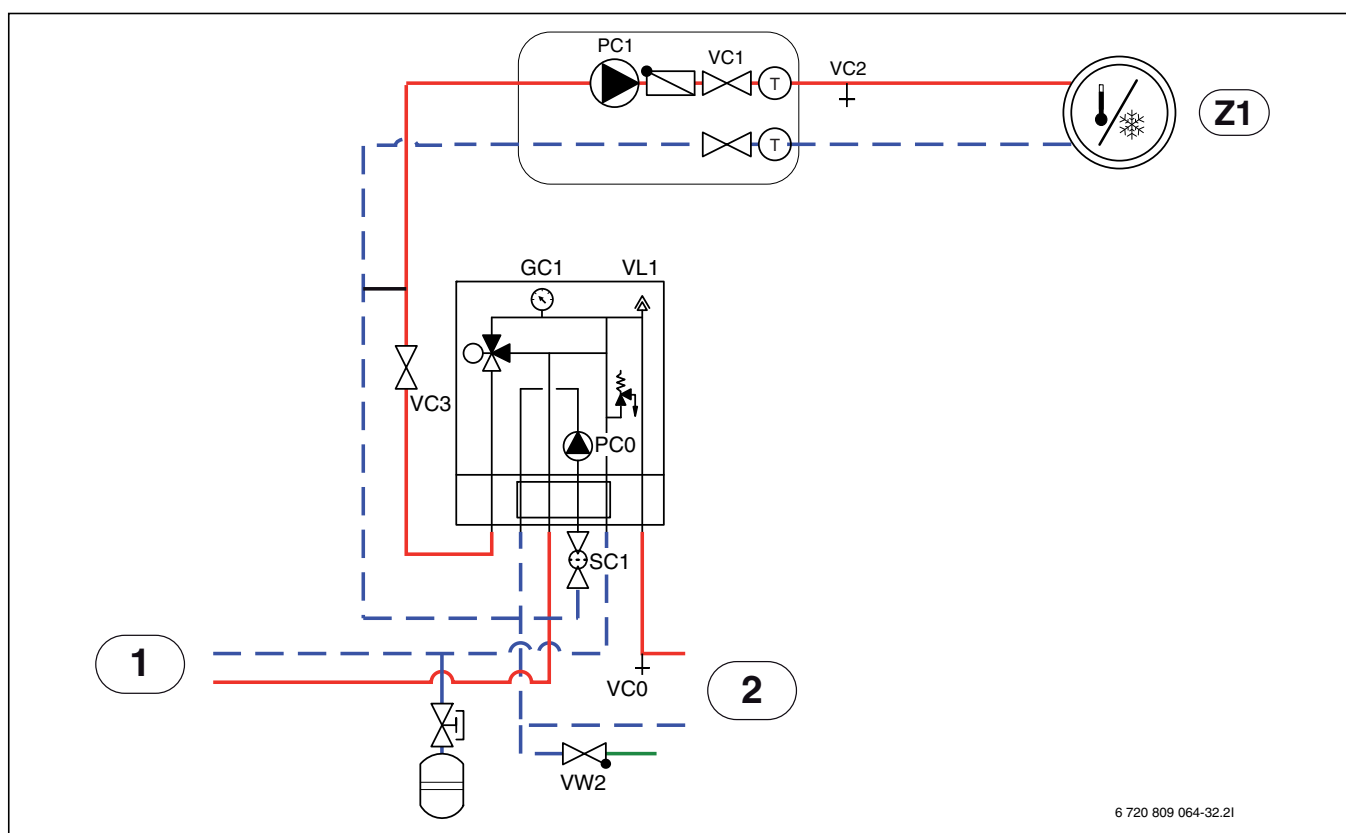 PC1
VC1
VC2
T
Z1
T
GC1
VL1
VC3
PC0
SC1
1
VC0
2
VW2
6 720 809 064-32.2I